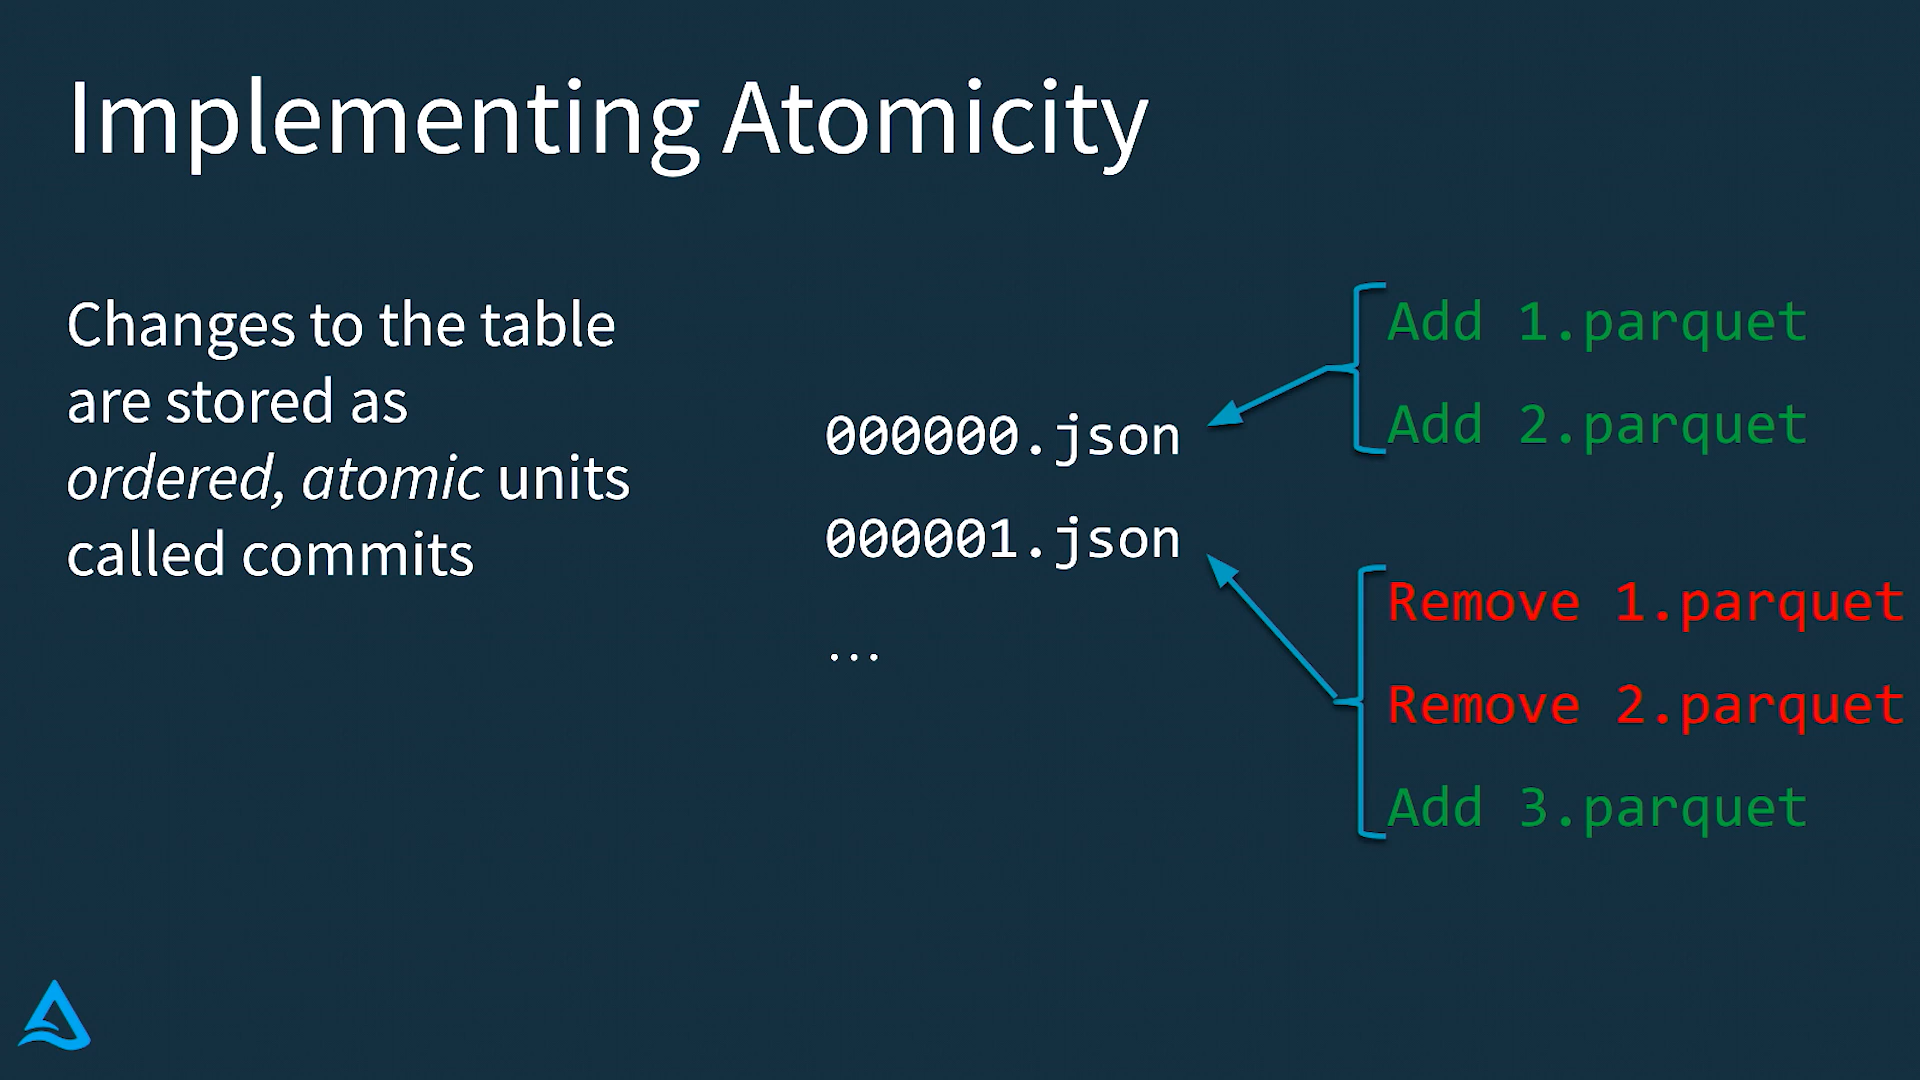 Implementing Atomicity
Changes to the table
are stored as
ordered, atomic units
called commits
000000.json
000001.json
...
Add 1.parquet
Add 2.parquet
Remove 1.parquet
Remove 2.parquet
Add 3.parquet